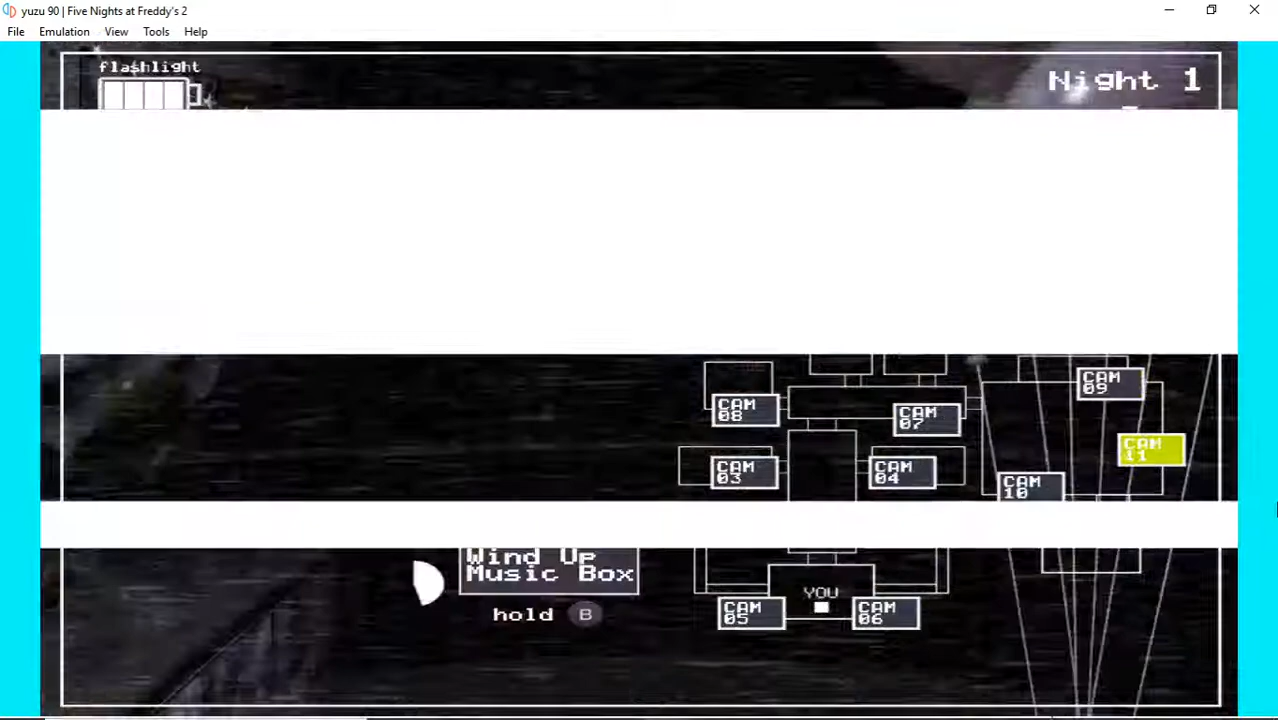 yuzu 90 | Five Nights at Freddy's 2
File Emulation View Tools Help
flashlight
Night 1
CAM 09
CAM 08
CAM 07
CAM 11
CAM 03
CAM 04
CAM 10
Wind Up
Music Box
hold B
YOU
CAM 05
CAM 06